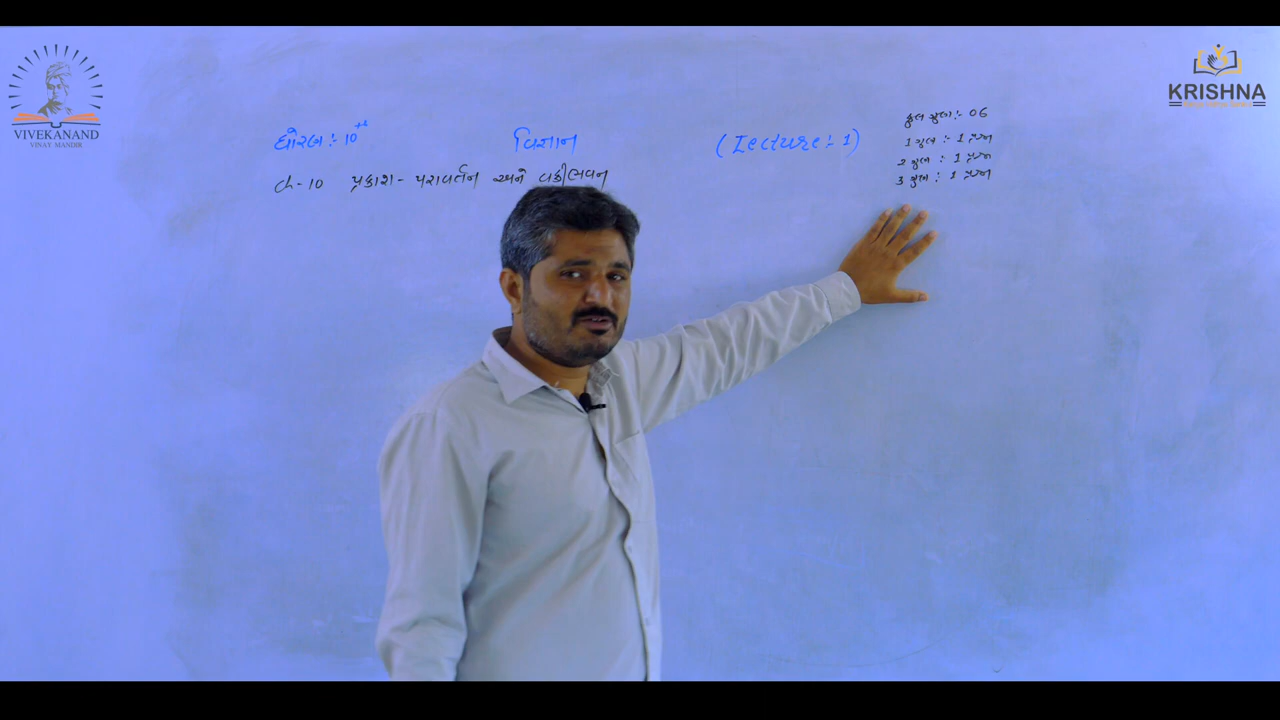 VIVEKANAND
VINAY MANDIR
KRISHNA
ધોરણ :- 10
વિજ્ઞાન
(Lecture :- 1)
ch - 10 પ્રકાશ - પરાવર્તન અને વક્રીભવન
કુલ ગુણ :- 06
1 ગુણ : 1 પ્રશ્ન
2 ગુણ : 1 પ્રશ્ન
3 ગુણ : 1 પ્રશ્ન